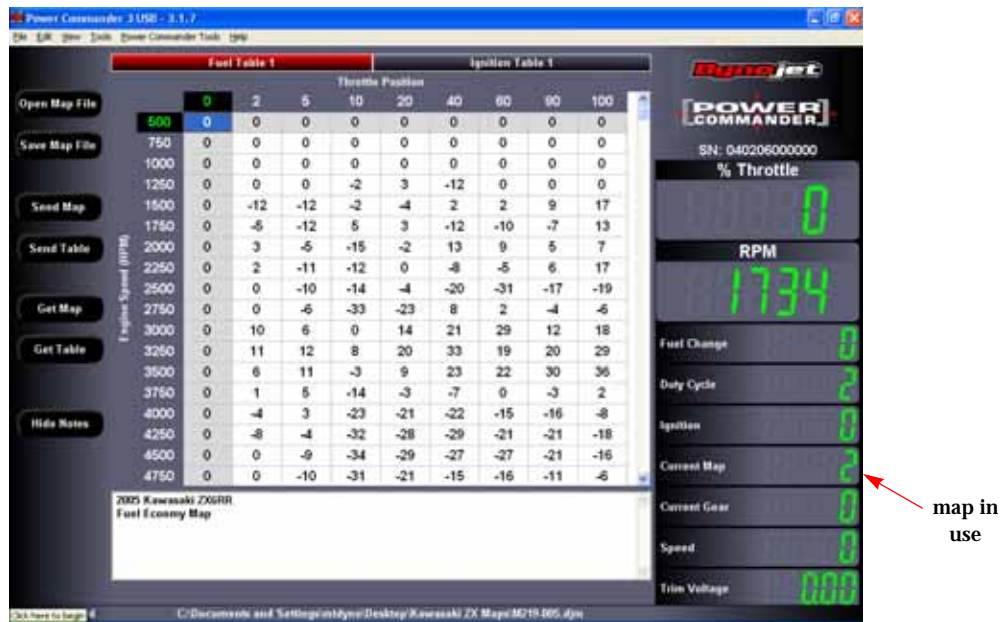 Power Commander 3 USB - 3.1.7
File Edit View Tools Power Commander Tools Help
Fuel Table 1 Ignition Table 1
Throttle Position
Open Map File
Save Map File
Send Map
Send Table
Get Map
Get Table
Hide Notes
Engine Speed (RPM)
0 2 5 10 20 40 60 80 100
500 0 0 0 0 0 0 0 0 0
750 0 0 0 0 0 0 0 0 0
1000 0 0 0 0 0 0 0 0 0
1250 0 0 0 -2 3 -12 0 0 0
1500 0 -12 -12 -2 -4 2 2 9 17
1750 0 -5 -12 5 3 -12 -10 -7 13
2000 0 3 -5 -15 -2 13 9 5 7
2250 0 2 -11 -12 0 -8 -5 6 17
2500 0 0 -10 -14 -4 -20 -31 -17 -19
2750 0 0 -6 -33 -23 8 2 -4 -6
3000 0 10 6 0 14 21 29 12 18
3250 0 11 12 8 20 33 19 20 29
3500 0 6 11 -3 9 23 22 30 36
3750 0 1 5 -14 -3 -7 0 -3 2
4000 0 -4 3 -23 -21 -22 -15 -16 -8
4250 0 -8 -4 -32 -28 -29 -21 -21 -18
4500 0 0 -9 -34 -29 -27 -27 -21 -16
4750 0 0 -10 -31 -21 -15 -16 -11 -6
2005 Kawasaki ZX6RR
Fuel Econmy Map
Click here to begin
C:\Documents and Settings\mtdyno\Desktop\Kawasaki ZX Maps\M219-005.djm
Dynojet
POWER
COMMANDER
SN: 040206000000
% Throttle
0
RPM
1734
Fuel Change 0
Duty Cycle 2
Ignition 0
Current Map 2
Current Gear 0
Speed 0
Trim Voltage 0.00
map in
use